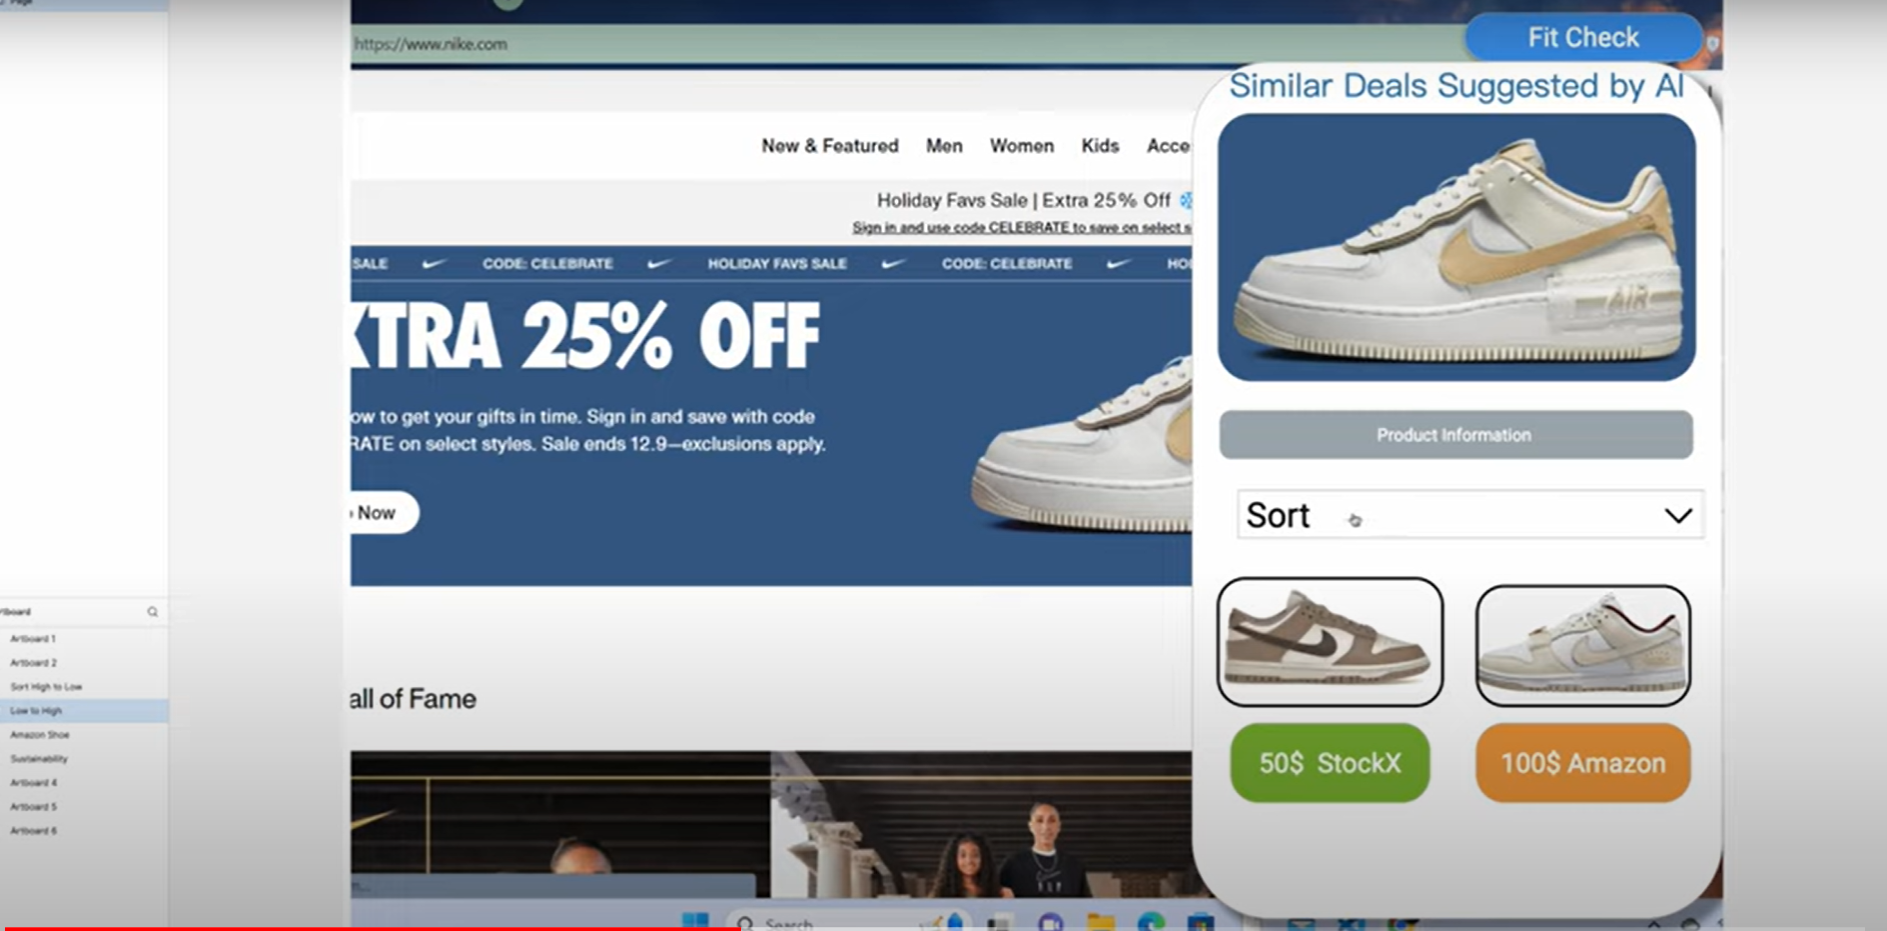 Page
https://www.nike.com
Fit Check
Similar Deals Suggested by AI
New & Featured Men Women Kids Acce
Holiday Favs Sale | Extra 25% Off
Sign in and use code CELEBRATE to save on select s
SALE CODE: CELEBRATE HOLIDAY FAVS SALE CODE: CELEBRATE HO
XTRA 25% OFF
ow to get your gifts in time. Sign in and save with code
RATE on select styles. Sale ends 12.9—exclusions apply.
Now
AIR
Product Information
Sort
50$ StockX
100$ Amazon
all of Fame
rtboard
Artboard 1
Artboard 2
Sort High to Low
Low to High
Amazon Shoe
Sustainability
Artboard 4
Artboard 5
Artboard 6
Search